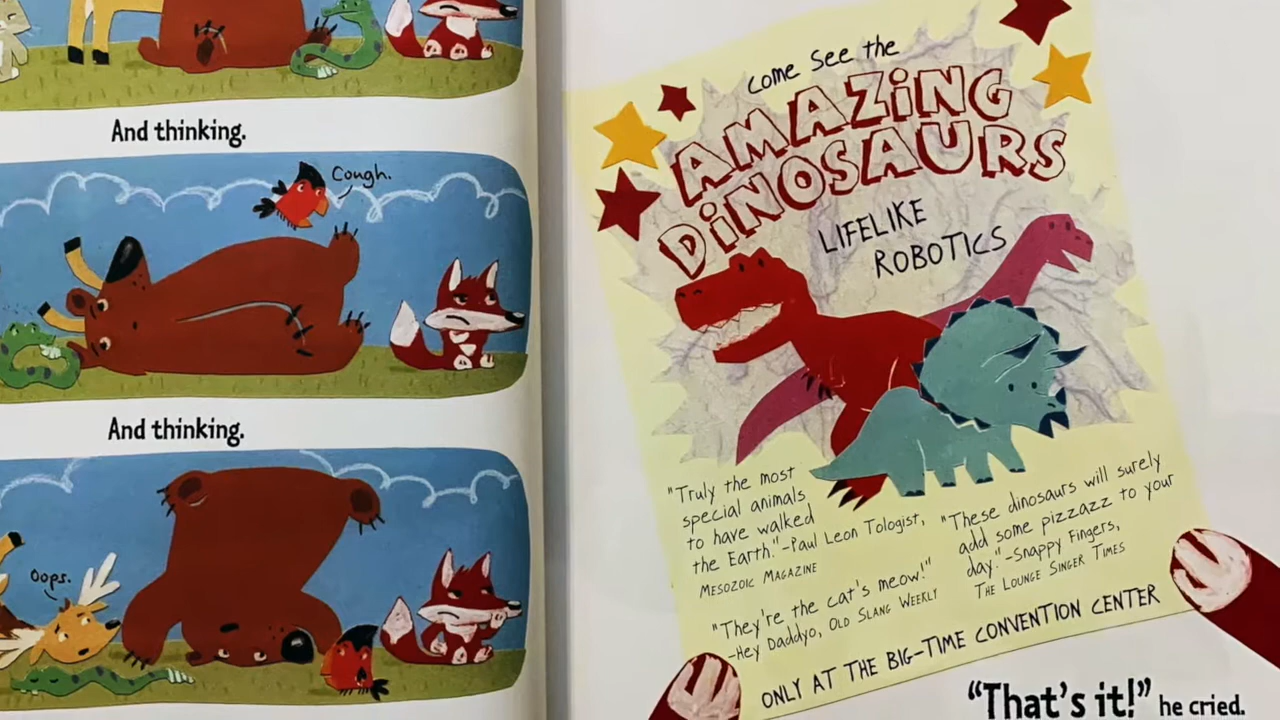 And thinking.
Cough.
And thinking.
Oops.
Come See the
AMAZiNG
DiNOSAURS
LIFELIKE
ROBOTICS
"Truly the most
special animals
to have walked
the Earth." -Paul Leon Tologist,
MESOZOIC MAGAZINE
"These dinosaurs will surely
add some pizzazz to your
day." -Snappy Fingers,
THE LOUNGE SINGER TIMES
"They're the cat's meow!"
-Hey Daddyo, OLD SLANG WEEKLY
ONLY AT THE BIG-TIME CONVENTION CENTER
"That's it!" he cried.